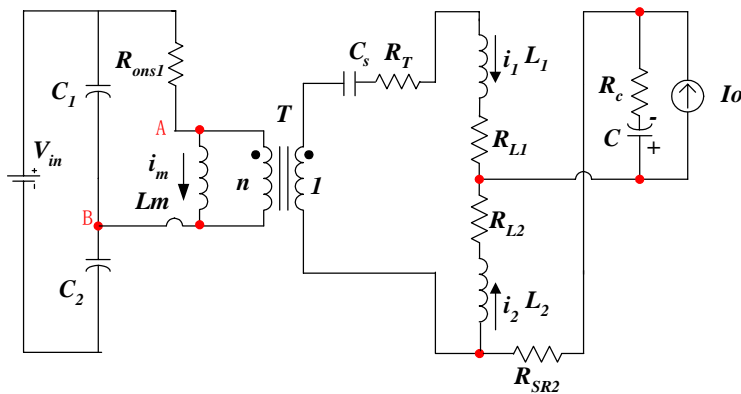 R_ons1
C_1
V_in
A
B
i_m
Lm
C_2
T
n
1
C_s
R_T
i_1 L_1
R_L1
R_L2
i_2 L_2
R_SR2
R_c
-
C
+
Io
+
-